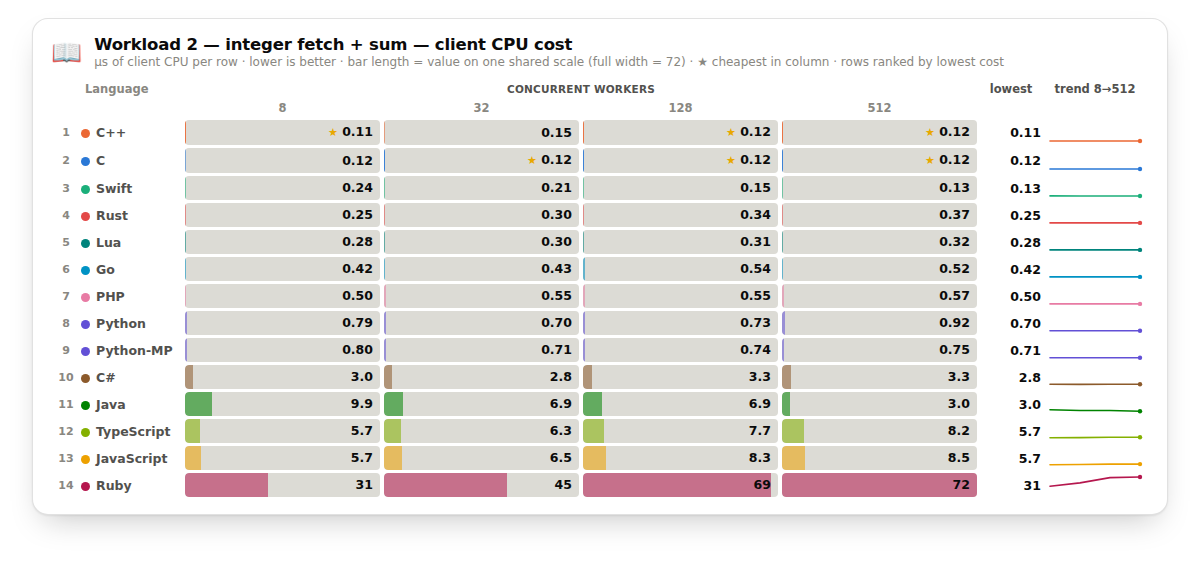 Workload 2 — integer fetch + sum — client CPU cost
µs of client CPU per row · lower is better · bar length = value on one shared scale (full width = 72) · ★ cheapest in column · rows ranked by lowest cost
Language CONCURRENT WORKERS lowest trend 8→512
8 32 128 512
1 C++ ★ 0.11 0.15 ★ 0.12 ★ 0.12 0.11
2 C 0.12 ★ 0.12 ★ 0.12 ★ 0.12 0.12
3 Swift 0.24 0.21 0.15 0.13 0.13
4 Rust 0.25 0.30 0.34 0.37 0.25
5 Lua 0.28 0.30 0.31 0.32 0.28
6 Go 0.42 0.43 0.54 0.52 0.42
7 PHP 0.50 0.55 0.55 0.57 0.50
8 Python 0.79 0.70 0.73 0.92 0.70
9 Python-MP 0.80 0.71 0.74 0.75 0.71
10 C# 3.0 2.8 3.3 3.3 2.8
11 Java 9.9 6.9 6.9 3.0 3.0
12 TypeScript 5.7 6.3 7.7 8.2 5.7
13 JavaScript 5.7 6.5 8.3 8.5 5.7
14 Ruby 31 45 69 72 31